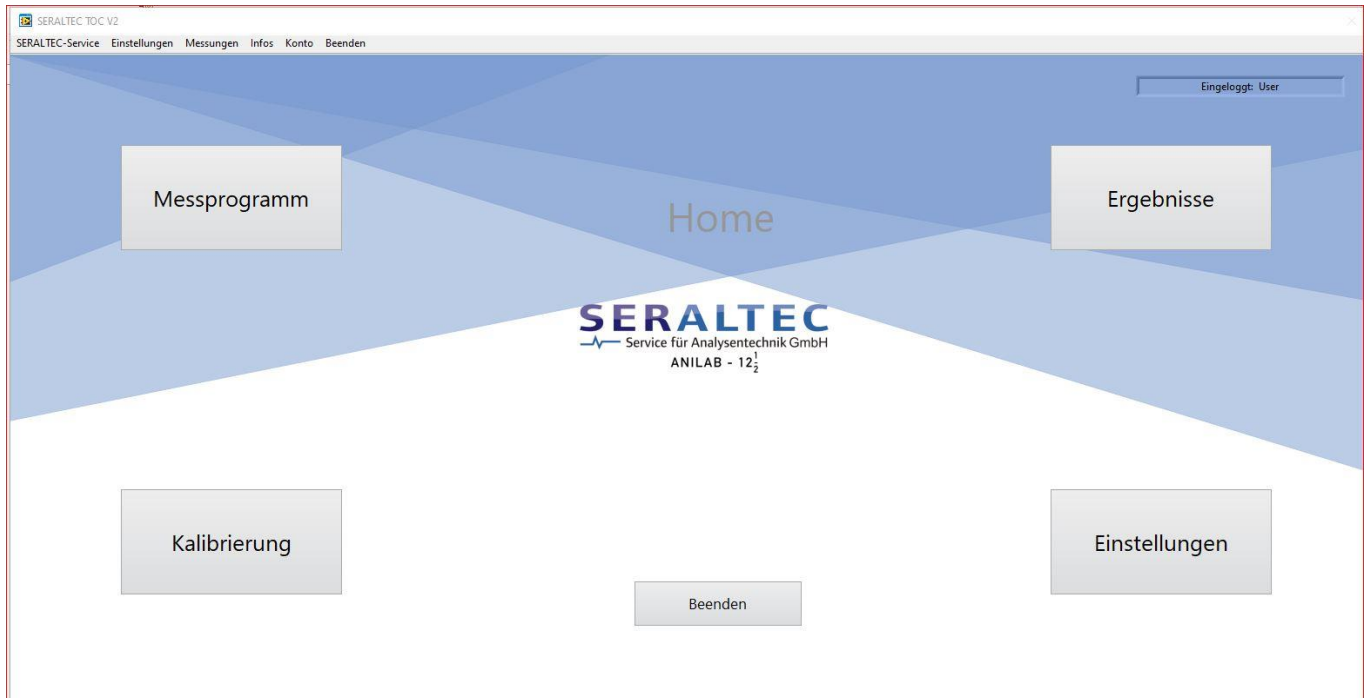 SERALTEC TOC V2
SERALTEC-Service Einstellungen Messungen Infos Konto Beenden
Eingeloggt: User
Messprogramm
Home
Ergebnisse
SERALTEC
Service für Analysentechnik GmbH
ANILAB - 12½
Kalibrierung
Einstellungen
Beenden